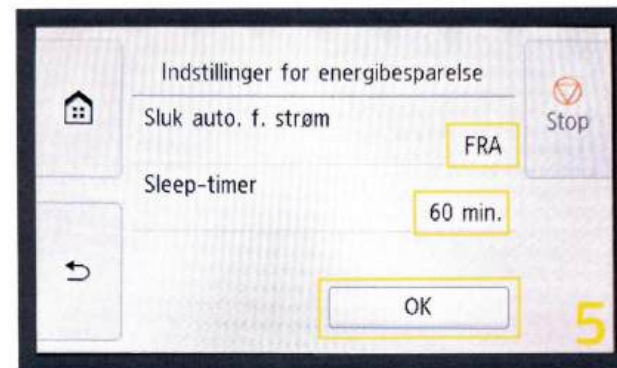 Indstillinger for energibesparelse
Sluk auto. f. strøm
FRA
Stop
Sleep-timer
60 min.
OK
5